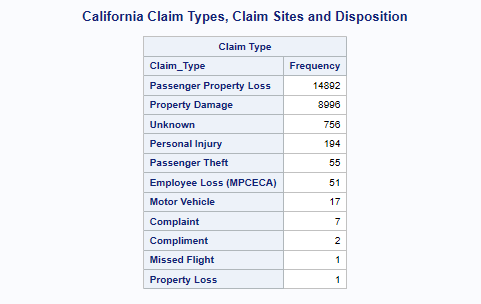 California Claim Types, Claim Sites and Disposition
Claim Type
Claim_Type Frequency
Passenger Property Loss 14892
Property Damage 8996
Unknown 756
Personal Injury 194
Passenger Theft 55
Employee Loss (MPCECA) 51
Motor Vehicle 17
Complaint 7
Compliment 2
Missed Flight 1
Property Loss 1